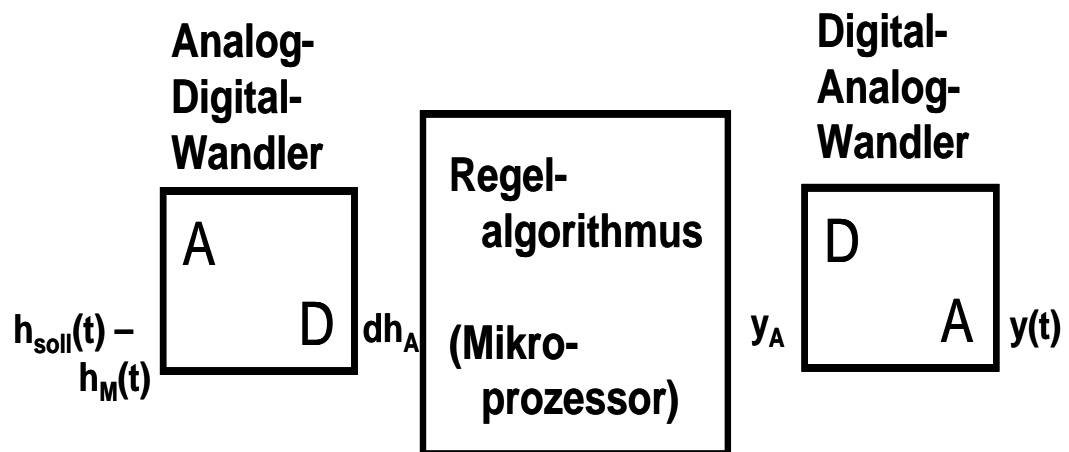 Analog-
Digital-
Wandler
A
D
h_soll(t) –
h_M(t)
dh_A
Regel-
algorithmus
(Mikro-
prozessor)
y_A
Digital-
Analog-
Wandler
D
A
y(t)